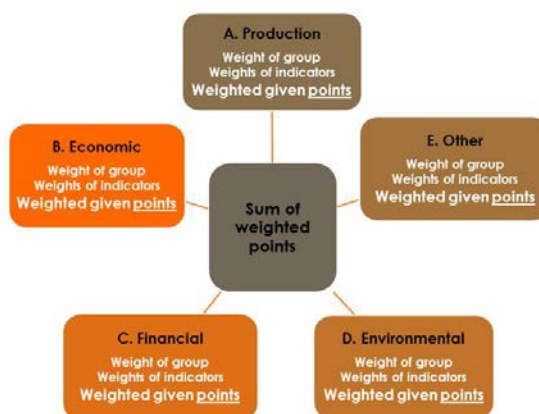 A. Production
Weight of group
Weights of indicators
Weighted given points
B. Economic
Weight of group
Weights of indicators
Weighted given points
E. Other
Weight of group
Weights of indicators
Weighted given points
Sum of
weighted
points
C. Financial
Weight of group
Weights of indicators
Weighted given points
D. Environmental
Weight of group
Weights of indicators
Weighted given points